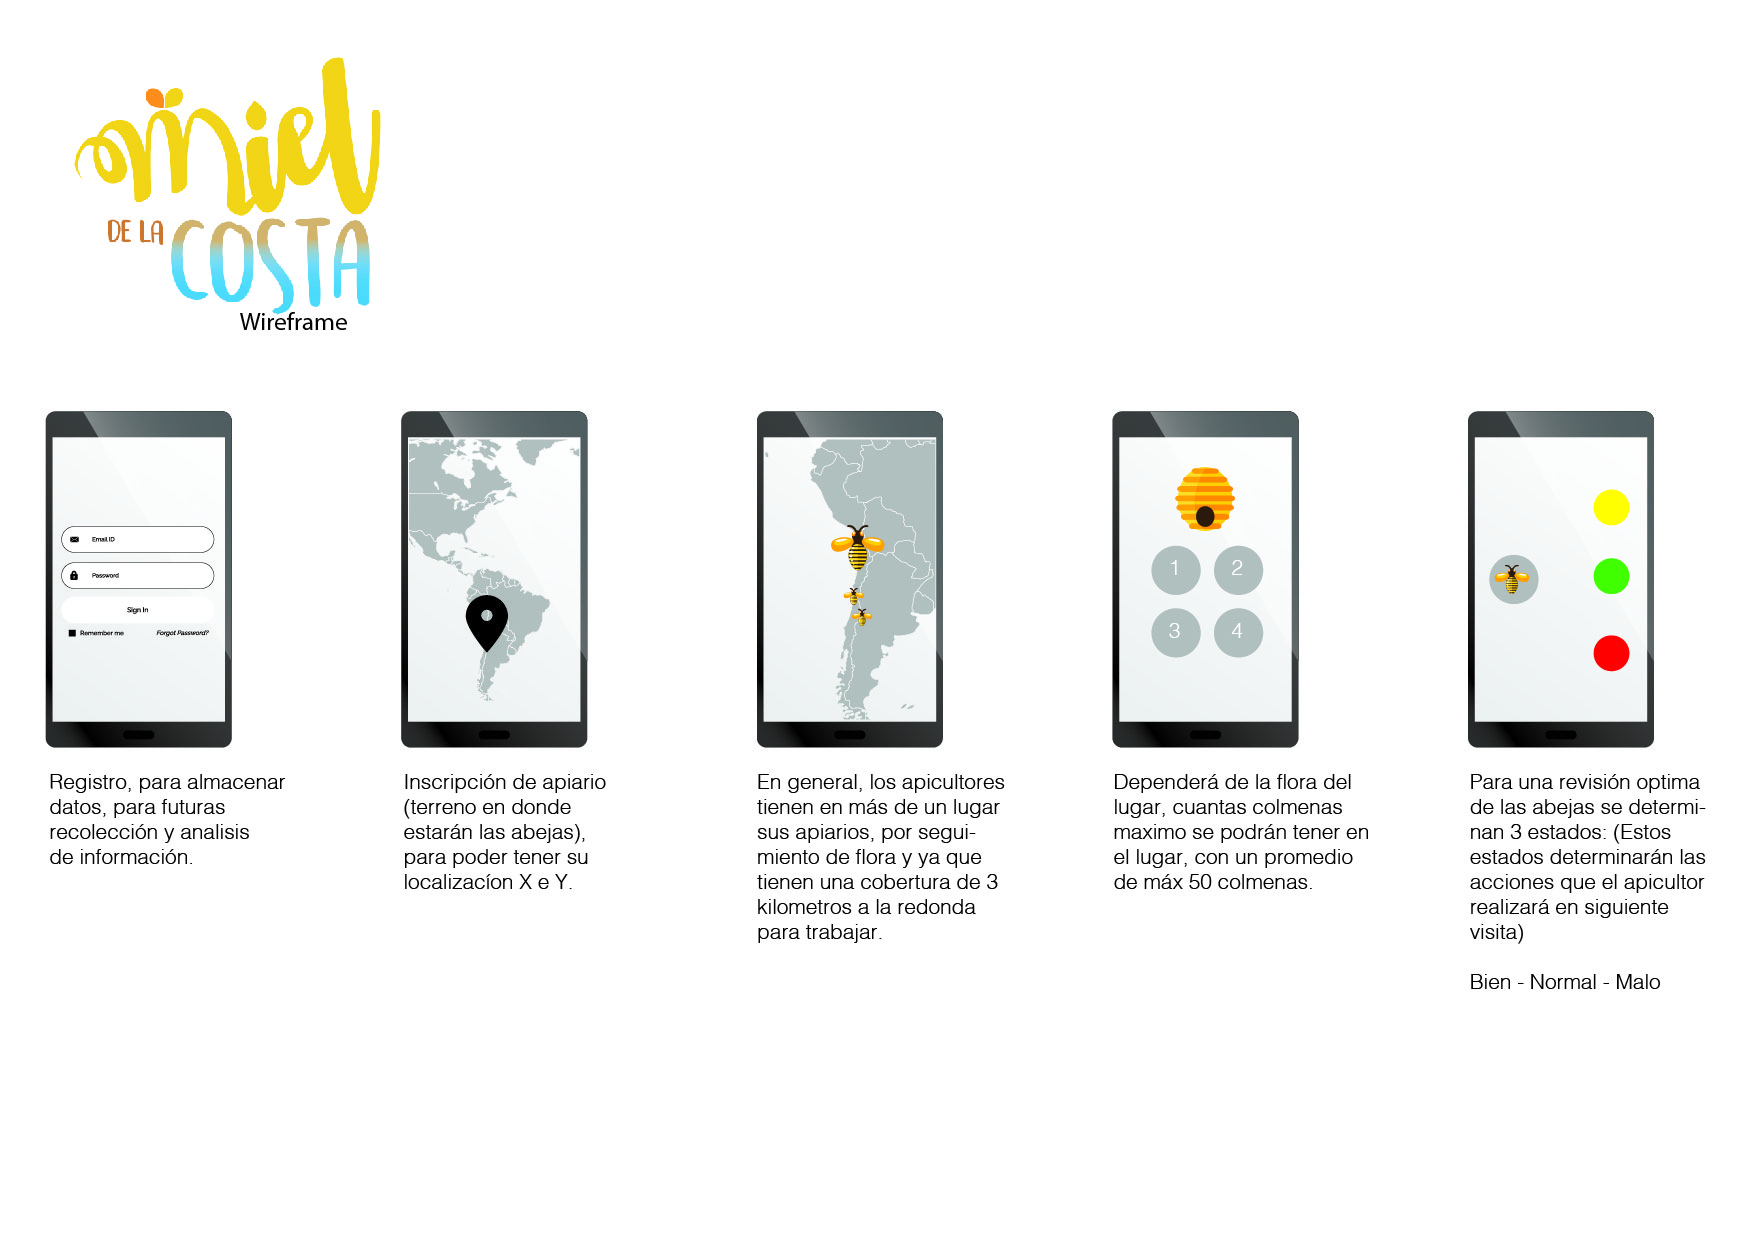 miel
DE LA COSTA
Wireframe
Email ID
Password
Sign In
Remember me Forgot Password?
1 2
3 4
Registro, para almacenar
datos, para futuras
recolección y analisis
de información.
Inscripción de apiario
(terreno en donde
estarán las abejas),
para poder tener su
localizacíon X e Y.
En general, los apicultores
tienen en más de un lugar
sus apiarios, por segui-
miento de flora y ya que
tienen una cobertura de 3
kilometros a la redonda
para trabajar.
Dependerá de la flora del
lugar, cuantas colmenas
maximo se podrán tener en
el lugar, con un promedio
de máx 50 colmenas.
Para una revisión optima
de las abejas se determi-
nan 3 estados: (Estos
estados determinarán las
acciones que el apicultor
realizará en siguiente
visita)
Bien - Normal - Malo